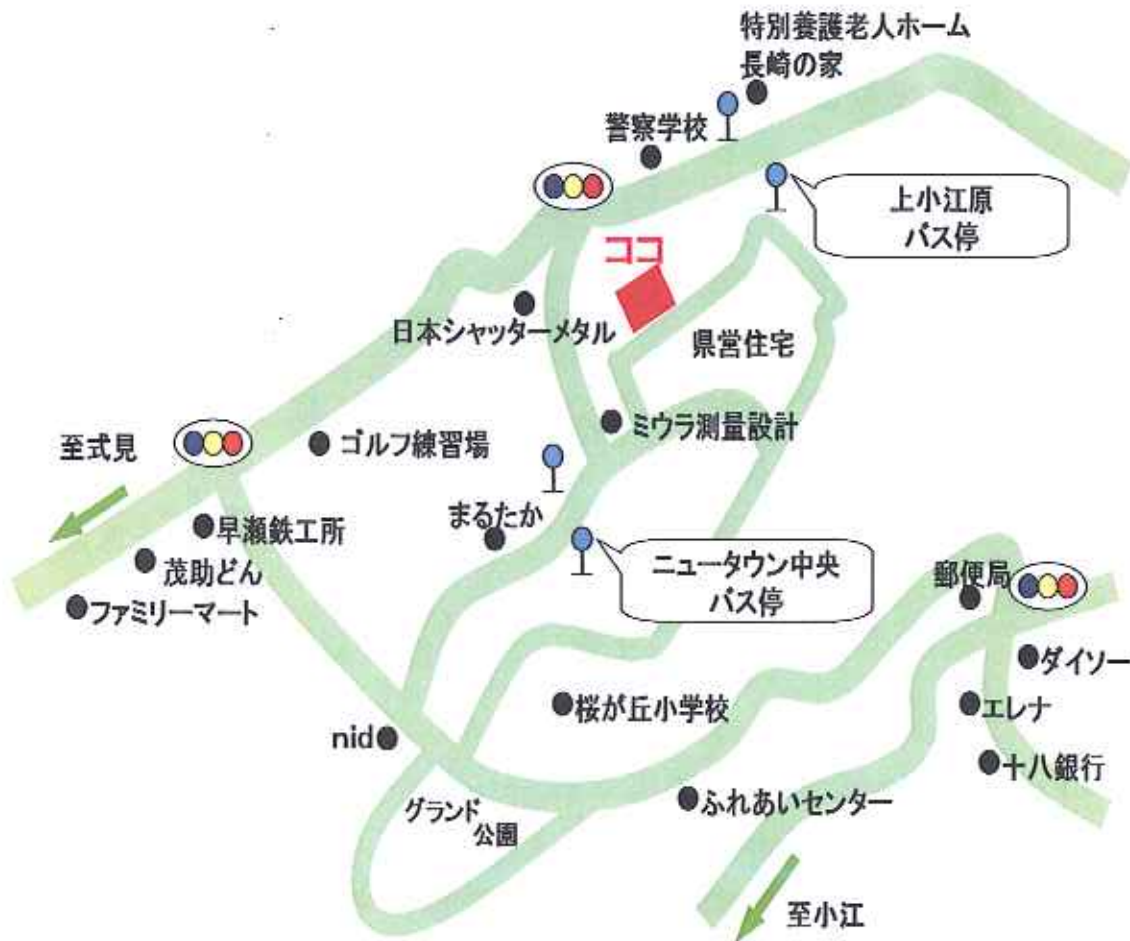 特別養護老人ホーム
長崎の家
警察学校
上小江原
バス停
ココ
日本シャッターメタル
県営住宅
ミウラ測量設計
至式見
ゴルフ練習場
まるたか
早瀬鉄工所
茂助どん
ファミリーマート
ニュータウン中央
バス停
郵便局
ダイソー
エレナ
桜が丘小学校
nid
十八銀行
グランド
公園
ふれあいセンター
至小江